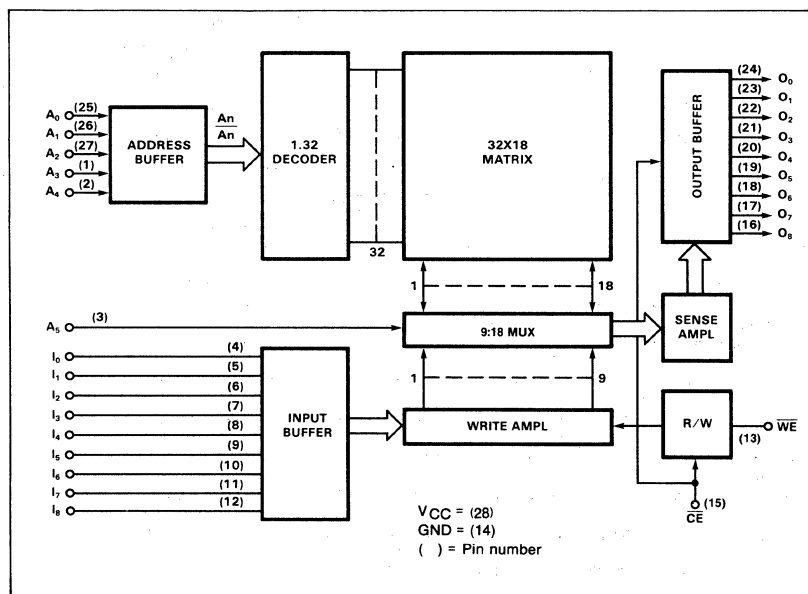 A0 (25)
A1 (26)
A2 (27)
A3 (1)
A4 (2)
ADDRESS
BUFFER
An
An
1.32
DECODER
32
32X18
MATRIX
OUTPUT BUFFER
(24) O0
(23) O1
(22) O2
(21) O3
(20) O4
(19) O5
(18) O6
(17) O7
(16) O8
1 18
A5 (3)
9:18 MUX
SENSE
AMPL
1 9
I0 (4)
I1 (5)
I2 (6)
I3 (7)
I4 (8)
I5 (9)
I6 (10)
I7 (11)
I8 (12)
INPUT
BUFFER
WRITE AMPL
R/W
WE
(13)
(15)
CE
VCC = (28)
GND = (14)
( ) = Pin number